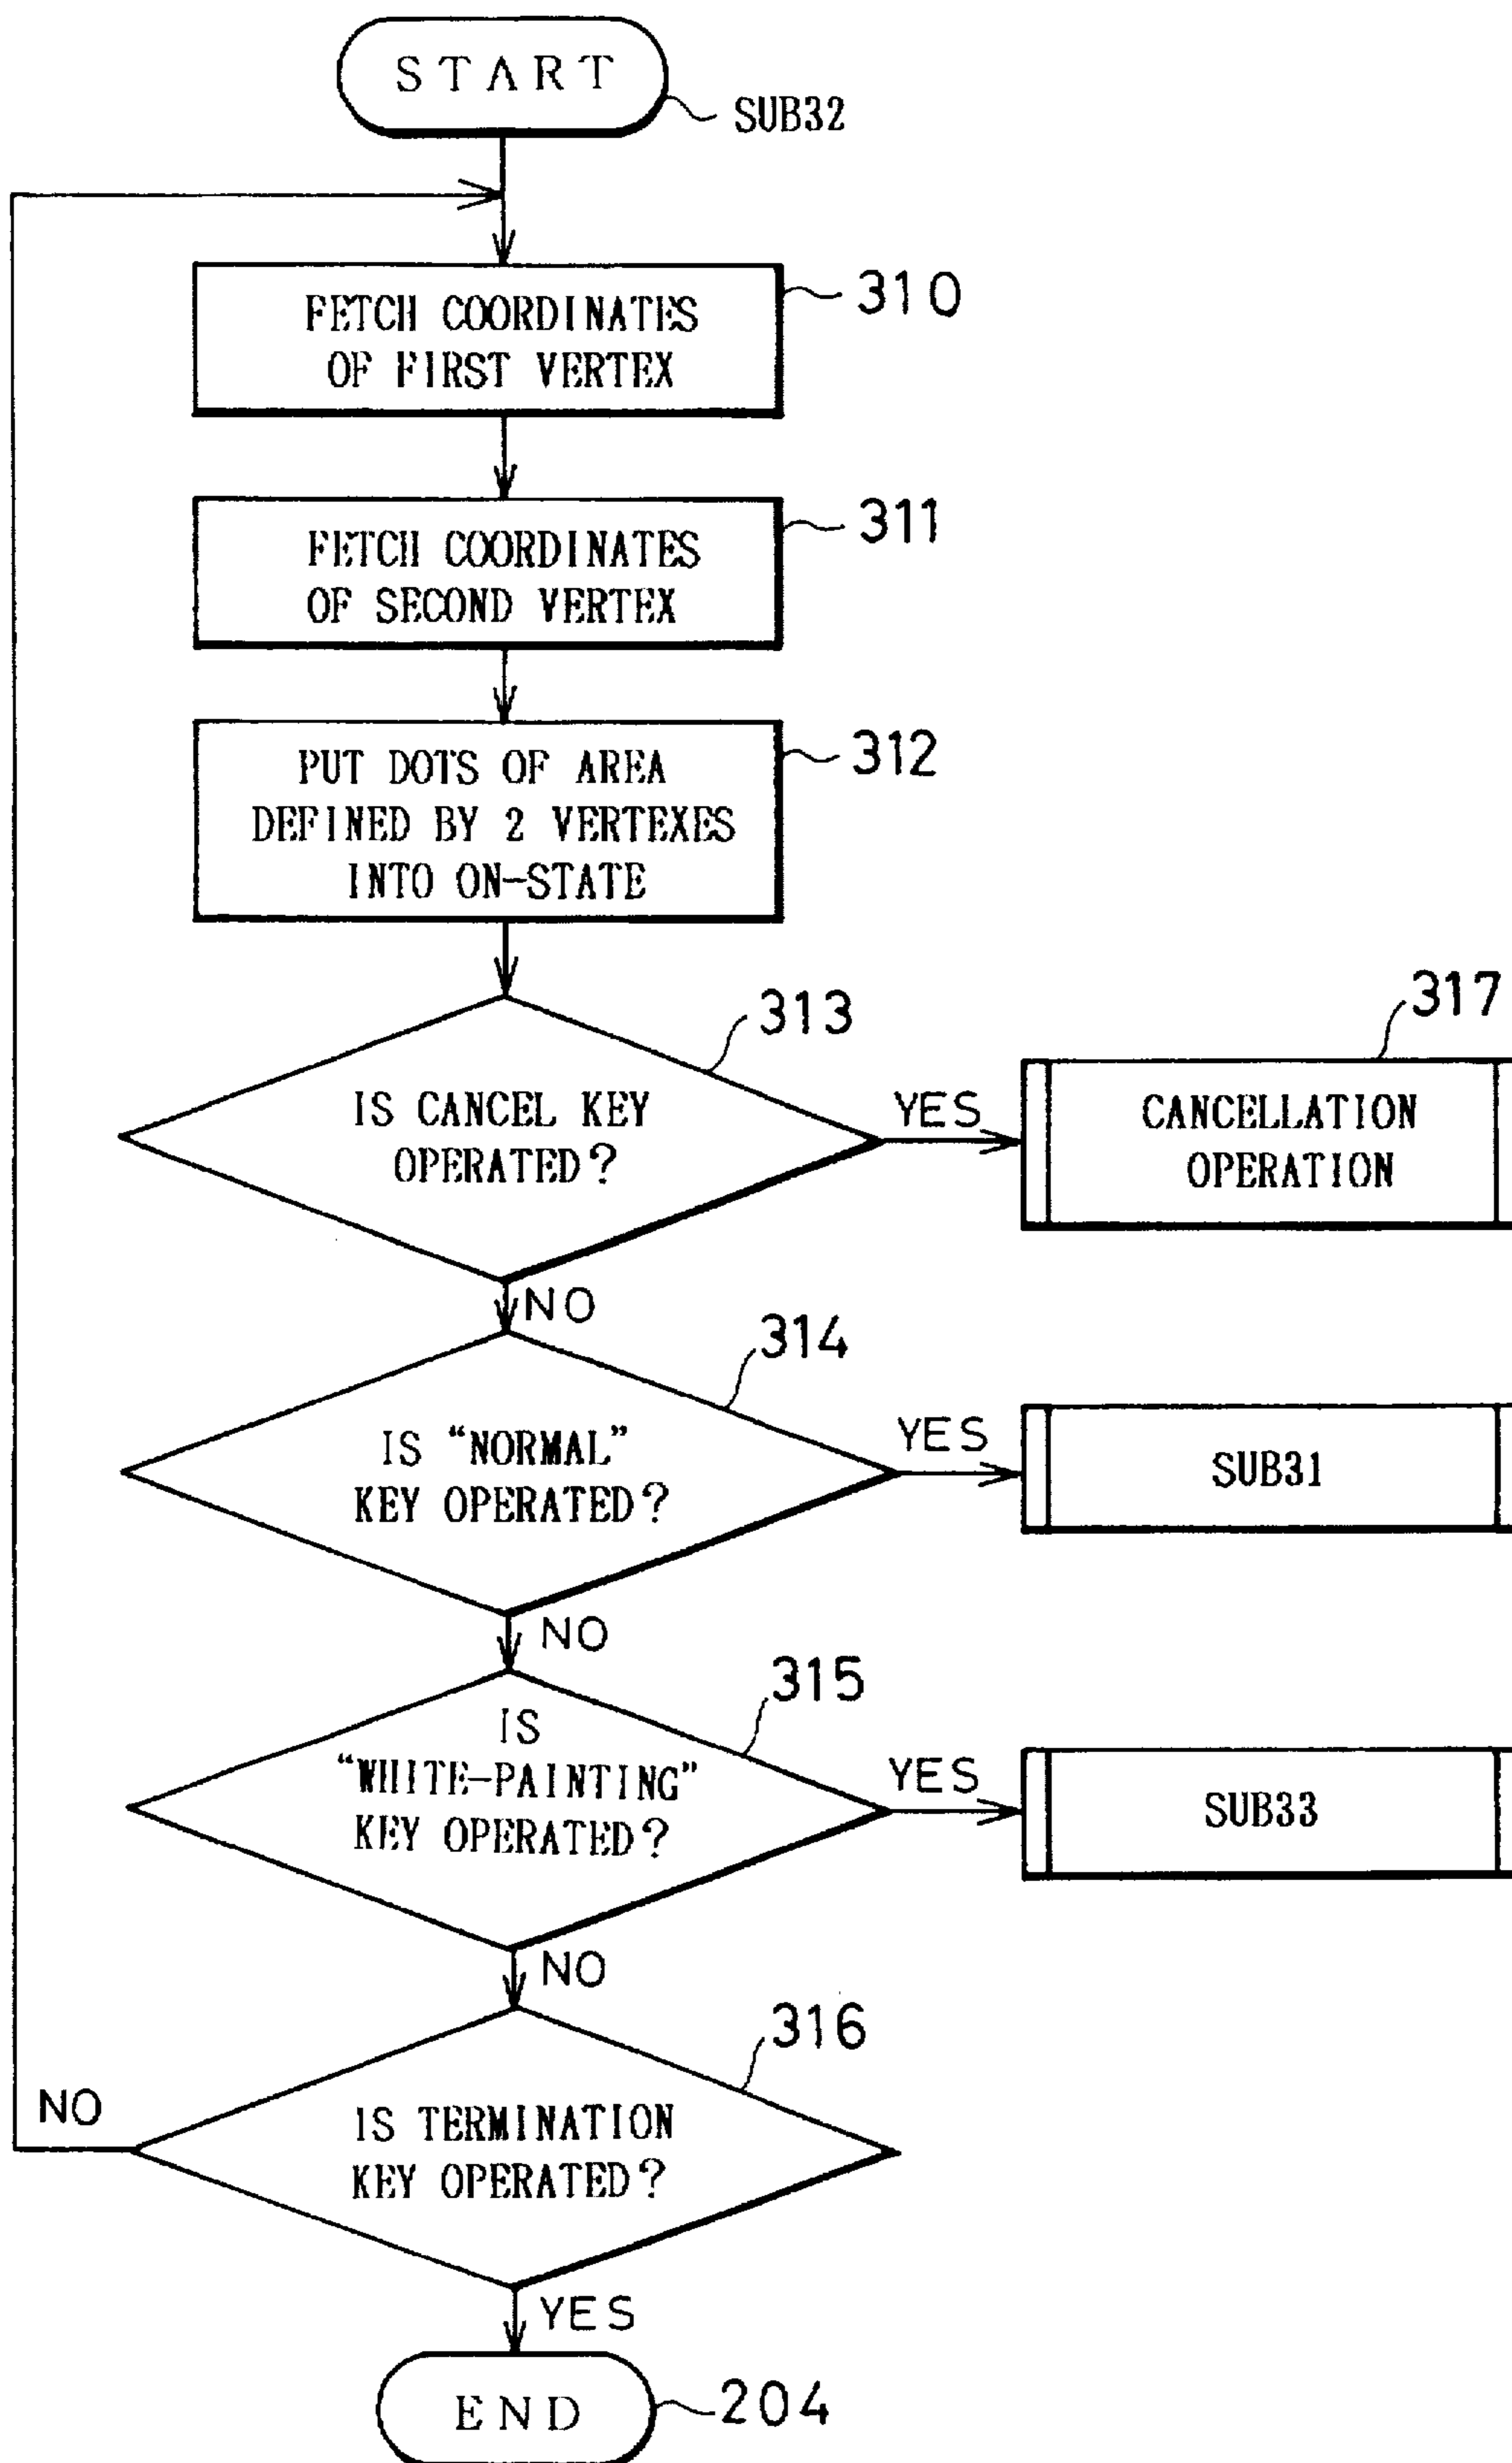 START
SUB32
FETCH COORDINATES
OF FIRST VERTEX
310
FETCH COORDINATES
OF SECOND VERTEX
311
PUT DOTS OF AREA
DEFINED BY 2 VERTEXES
INTO ON-STATE
312
IS CANCEL KEY
OPERATED?
313
YES
CANCELLATION
OPERATION
317
NO
IS “NORMAL”
KEY OPERATED?
314
YES
SUB31
NO
IS
“WHITE-PAINTING”
KEY OPERATED?
315
YES
SUB33
NO
IS TERMINATION
KEY OPERATED?
316
NO
YES
END
204